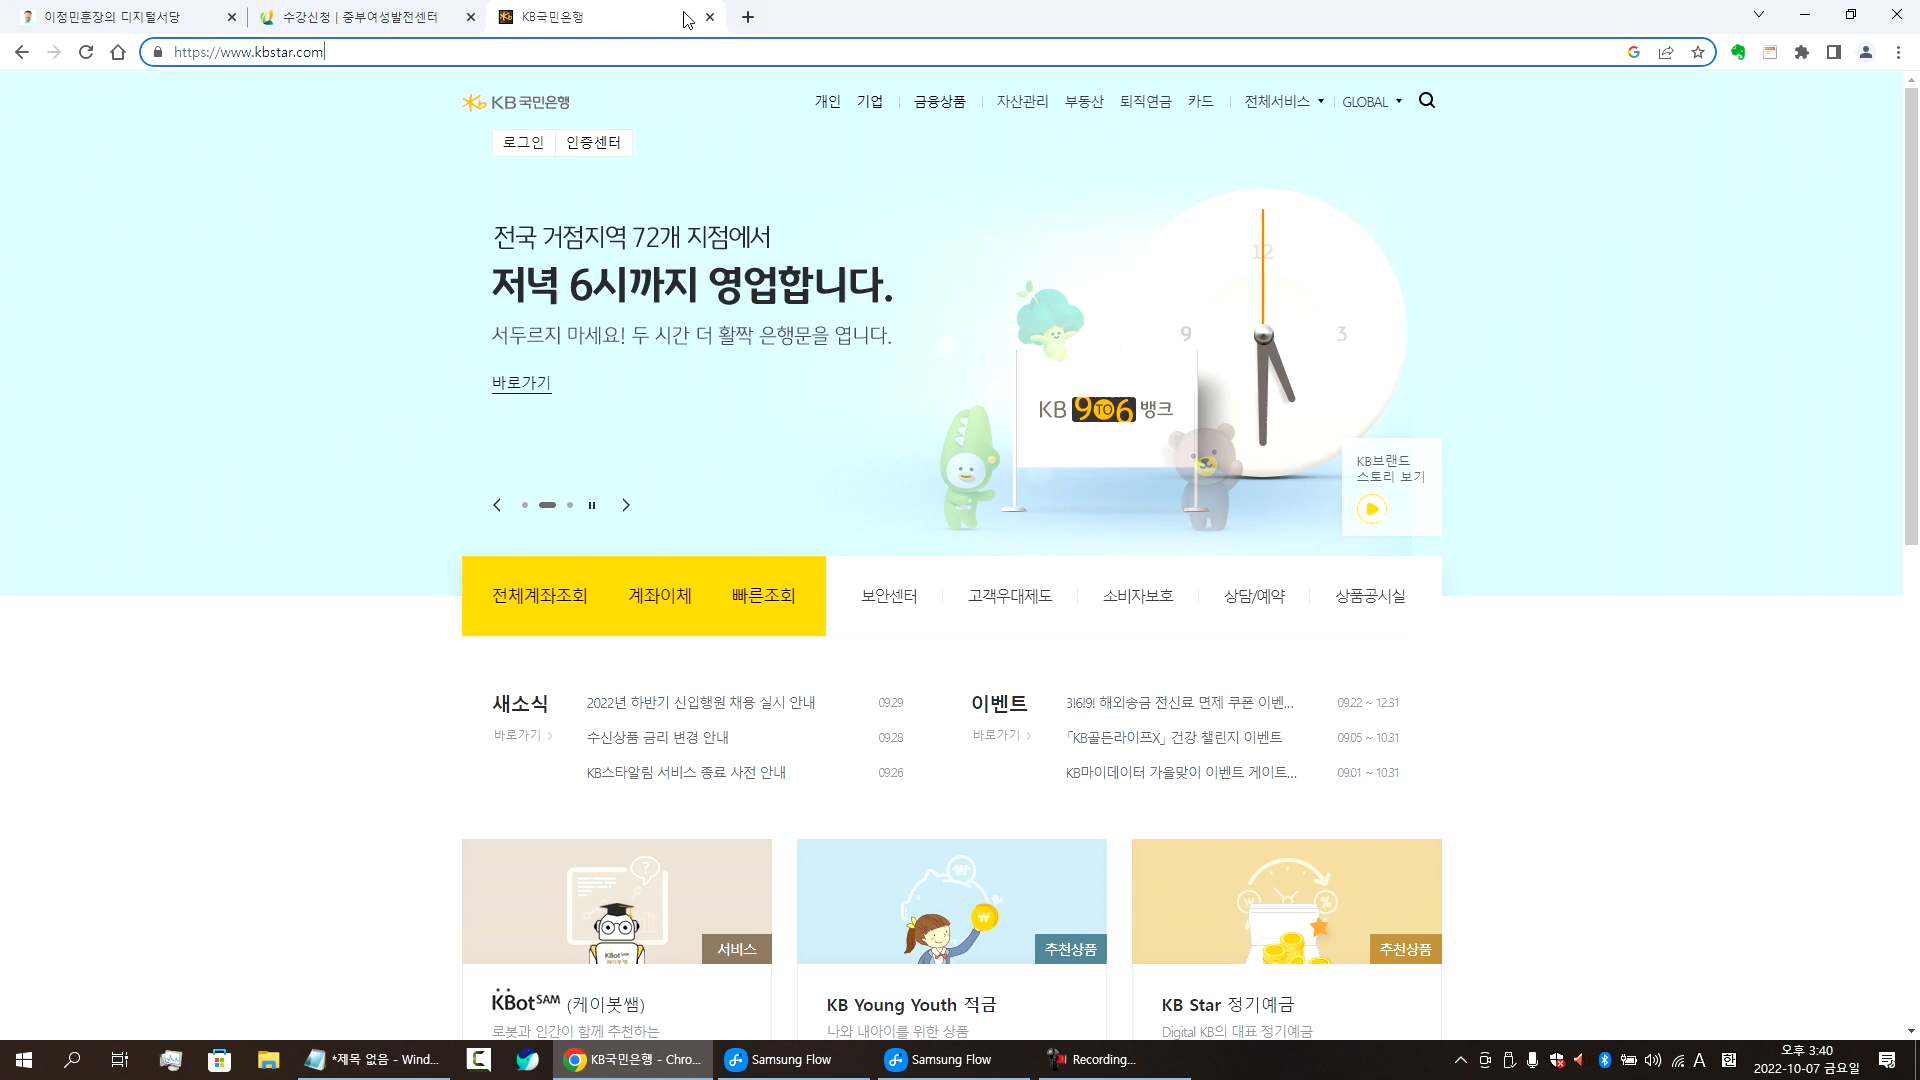 이정민훈장의 디지털서당
수강신청 | 중부여성발전센터
KB국민은행
https://www.kbstar.com
KB 국민은행
개인 기업 금융상품 자산관리 부동산 퇴직연금 카드 전체서비스 GLOBAL
로그인 인증센터
전국 거점지역 72개 지점에서
저녁 6시까지 영업합니다.
서두르지 마세요! 두 시간 더 활짝 은행문을 엽니다.
바로가기
12
9
3
KB 9TO6 뱅크
KB브랜드
스토리 보기
전체계좌조회 계좌이체 빠른조회 보안센터 고객우대제도 소비자보호 상담/예약 상품공시실
새소식
바로가기
2022년 하반기 신입행원 채용 실시 안내 09.29
수신상품 금리 변경 안내 09.28
KB스타알림 서비스 종료 사전 안내 09.26
이벤트
바로가기
3!6!9! 해외송금 전신료 면제 쿠폰 이벤... 09.22 ~ 12.31
「KB골든라이프X」 건강 챌린지 이벤트 09.05 ~ 10.31
KB마이데이터 가을맞이 이벤트 게이트... 09.01 ~ 10.31
서비스
KBot SAM (케이봇쌤)
로봇과 인간이 함께 추천하는
추천상품
KB Young Youth 적금
나와 내아이를 위한 상품
추천상품
KB Star 정기예금
Digital KB의 대표 정기예금
*제목 없음 - Wind...
KB국민은행 - Chro...
Samsung Flow
Samsung Flow
Recording...
A 한
오후 3:40
2022-10-07 금요일